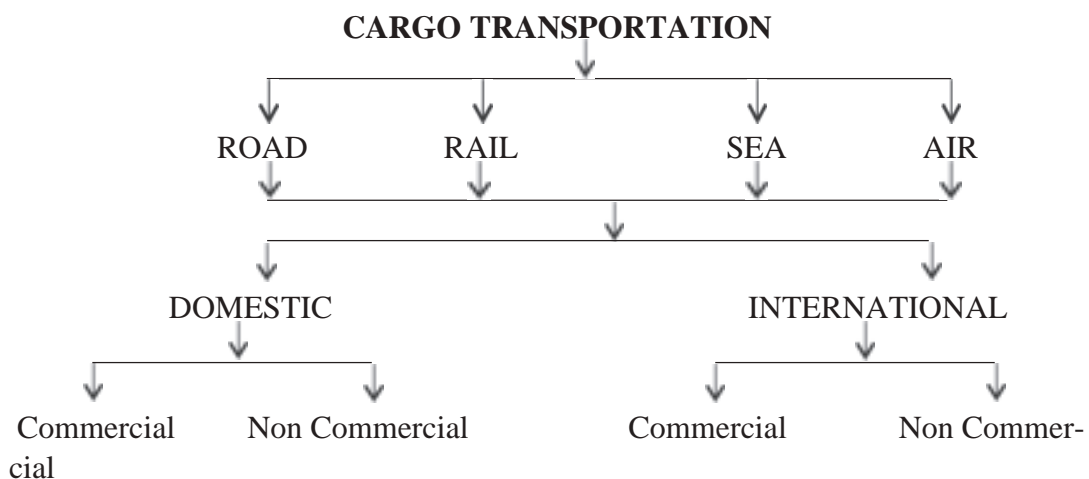 CARGO TRANSPORTATION
ROAD RAIL SEA AIR
DOMESTIC INTERNATIONAL
Commercial Non Commercial Commercial Non Commer-
cial